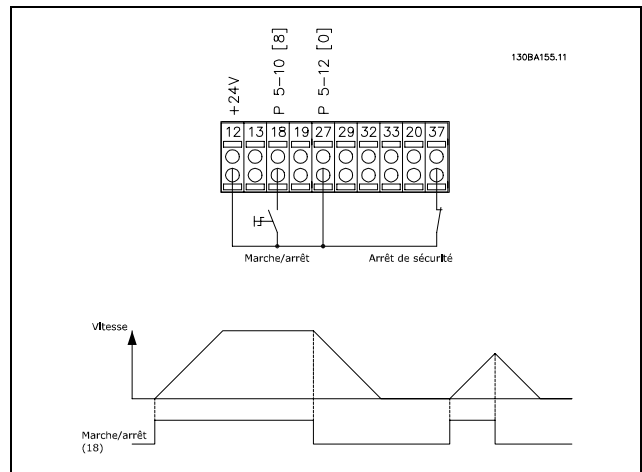 130BA155.11
+24V
P 5-10 [8]
P 5-12 [0]
12 13 18 19 27 29 32 33 20 37
Marche/arrêt
Arrêt de sécurité
Vitesse
Marche/arrêt
(18)